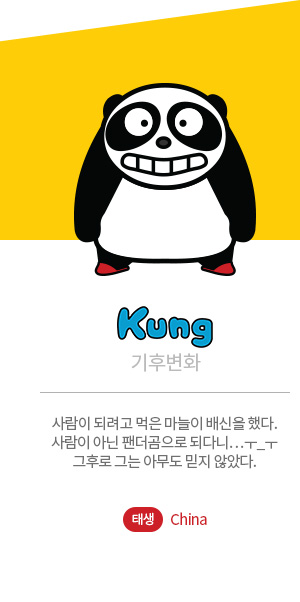 Kung
기후변화
사람이 되려고 먹은 마늘이 배신을 했다.
사람이 아닌 팬더곰으로 되다니...ㅜ_ㅜ
그후로 그는 아무도 믿지 않았다.
태생 China